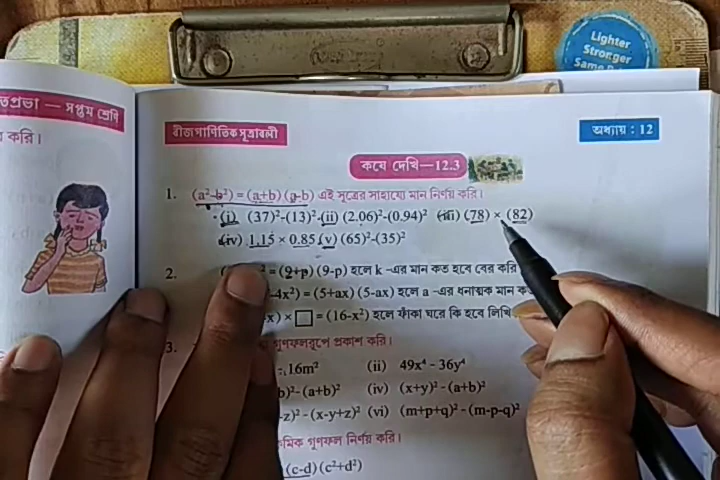 Lighter
Stronger
তপ্রভা — সপ্তম শ্রেণি
বীজগাণিতিক সূত্রাবলী
অধ্যায় : 12
কষে দেখি—12.3
1. (a²-b²) = (a+b) (a-b) এই সূত্রের সাহায্যে মান নির্ণয় করি।
(i) (37)²-(13)² (ii) (2.06)²-(0.94)² (iii) (78) × (82)
(iv) 1.15 × 0.85 (v) (65)²-(35)²
2. = (9+p) (9-p) হলে k -এর মান কত হবে বের করি
-4x²) = (5+ax) (5-ax) হলে a -এর ধনাত্মক মান
x) × □ = (16-x²) হলে ফাঁকা ঘরে কি হবে লিখি
3. গুণফলরূপে প্রকাশ করি।
16m² (ii) 49x⁴ - 36y⁴
b)²-(a+b)² (iv) (x+y)²-(a+b)²
-z)² - (x-y+z)² (vi) (m+p+q)² -(m-p-q)²
গুণফল নির্ণয় করি।
(c-d) (c²+d²)